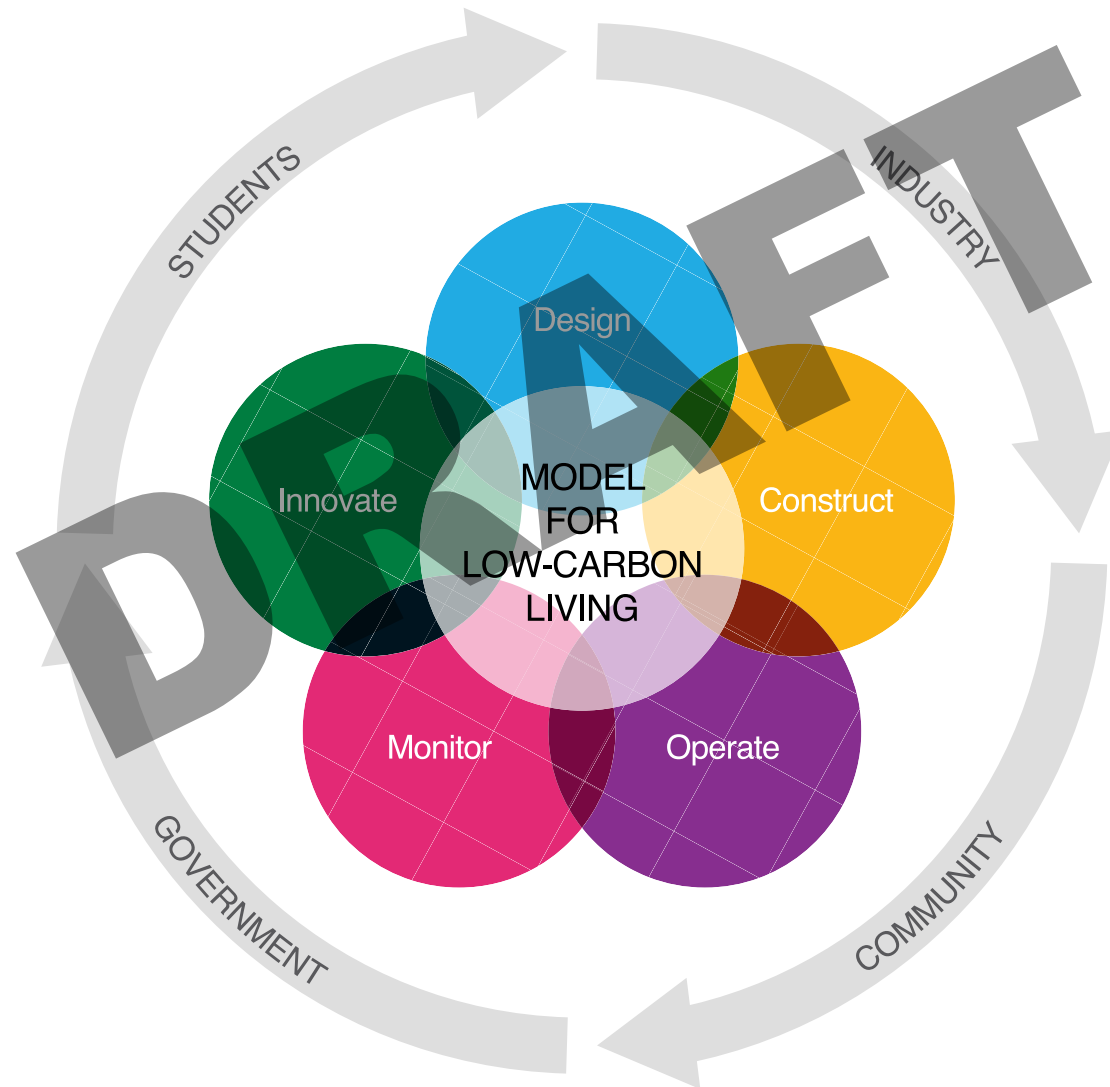 STUDENTS
INDUSTRY
Design
Innovate
Construct
MODEL
FOR
LOW-CARBON
LIVING
Monitor
Operate
GOVERNMENT
COMMUNITY
DRAFT